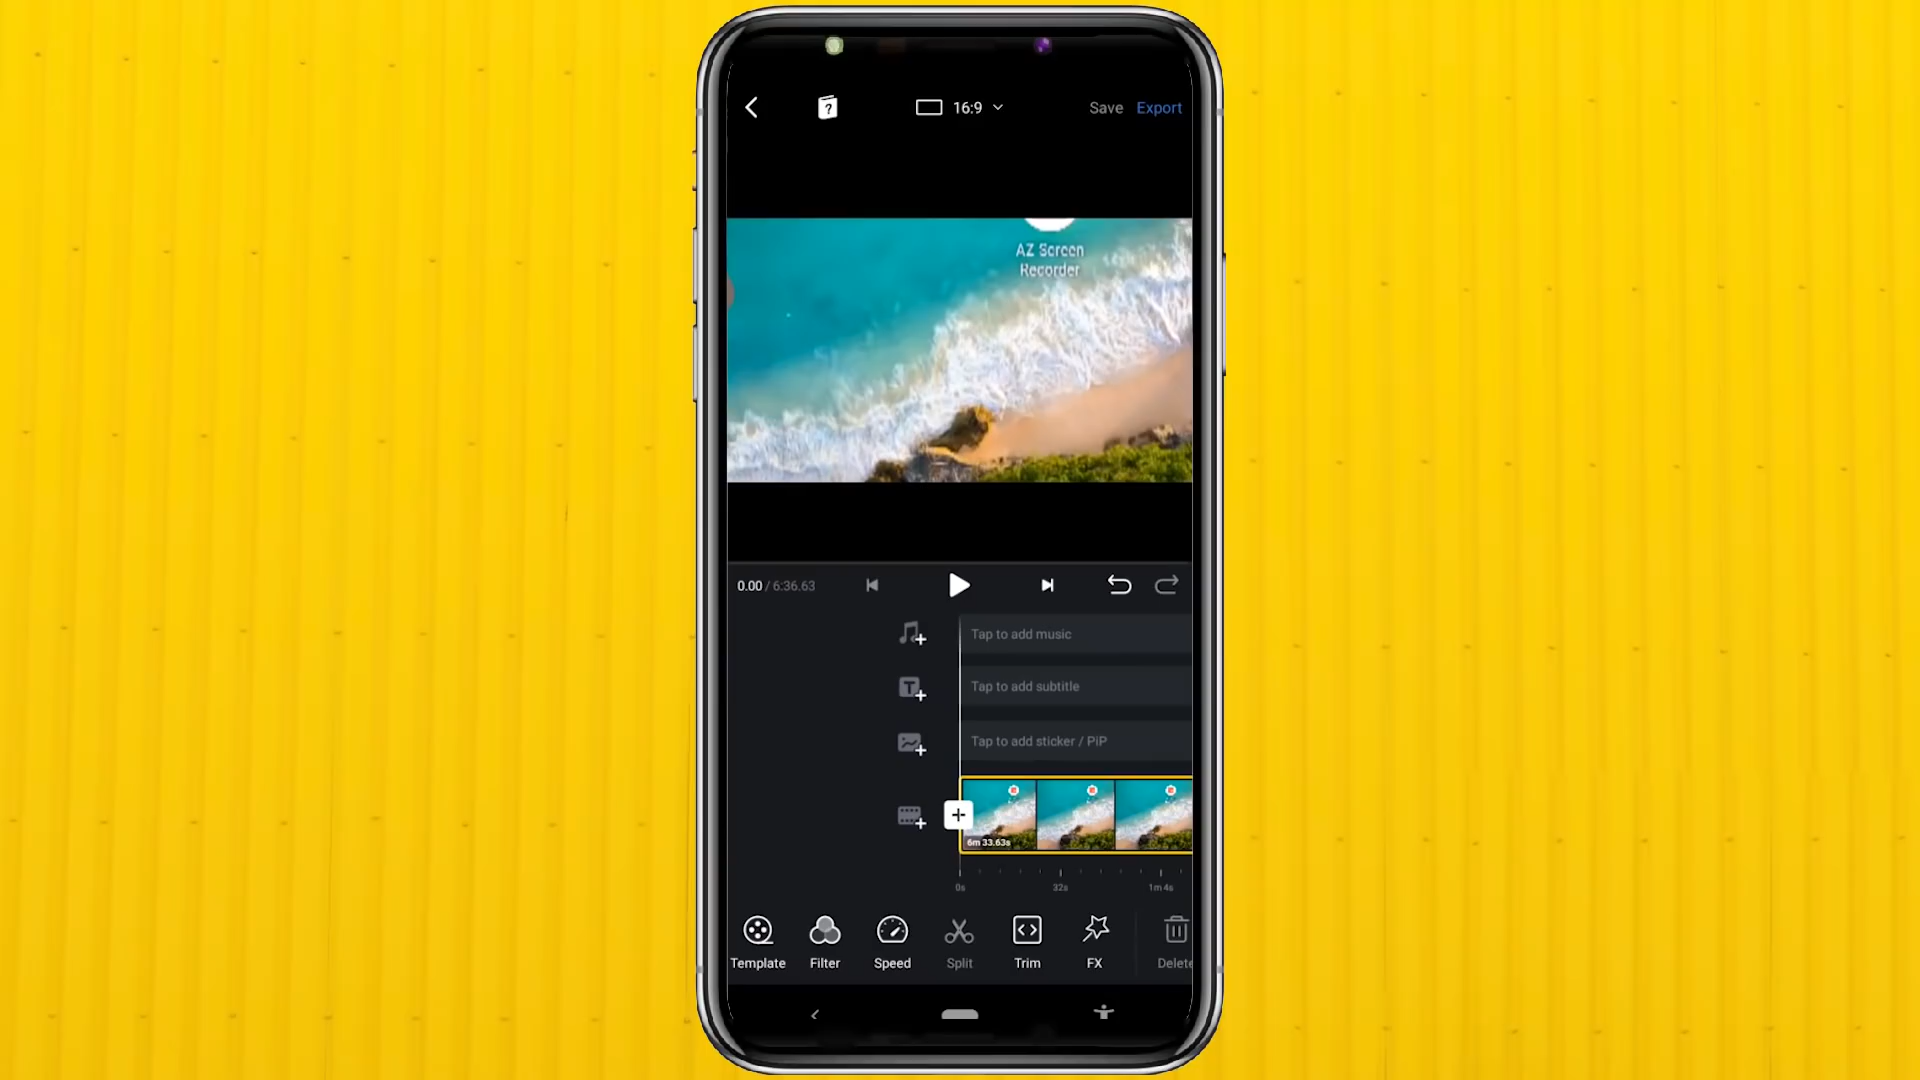 ?
16:9
Save
Export
AZ Screen
Recorder
0.00 / 6:36.63
Tap to add music
T
Tap to add subtitle
Tap to add sticker / PiP
6m 33.63s
0s
32s
1m 4s
Template
Filter
Speed
Split
Trim
FX
Delete